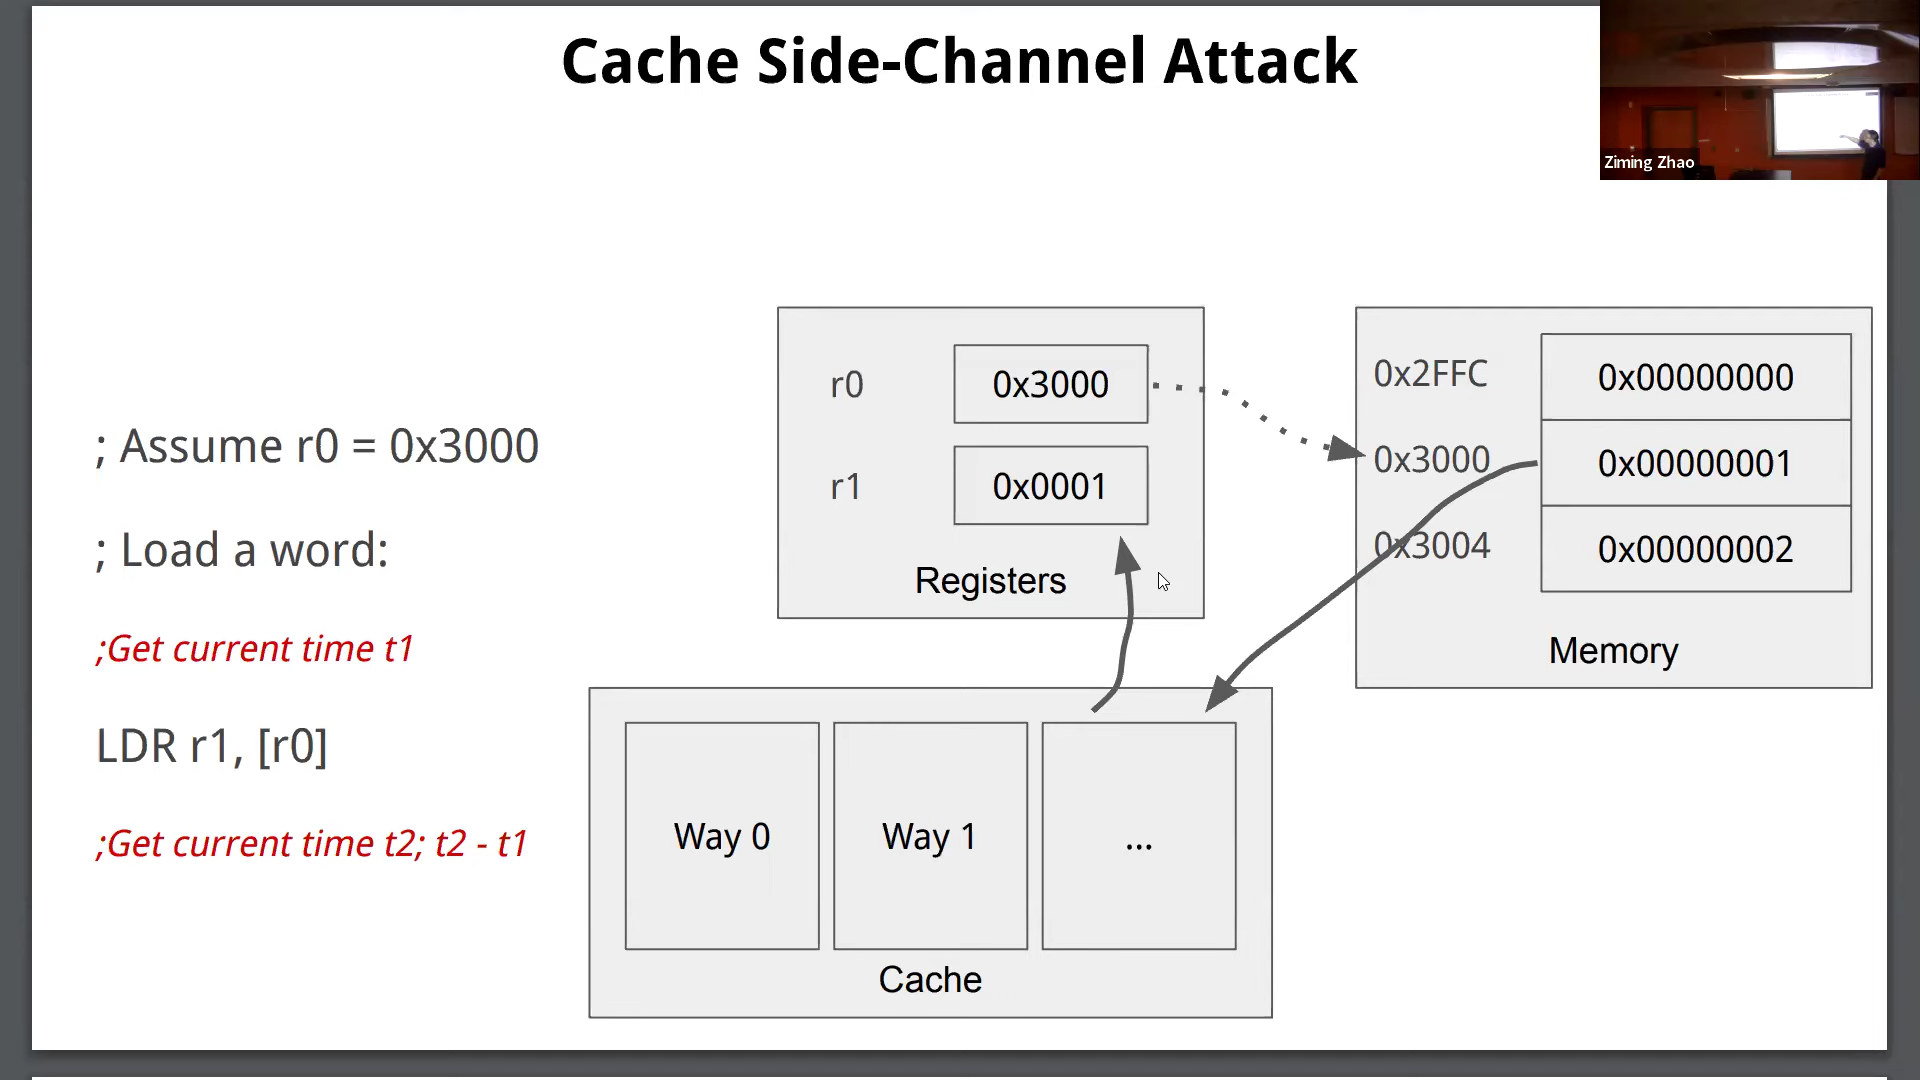 Cache Side-Channel Attack
Ziming Zhao
; Assume r0 = 0x3000
; Load a word:
;Get current time t1
LDR r1, [r0]
;Get current time t2; t2 - t1
r0
0x3000
r1
0x0001
Registers
0x2FFC
0x00000000
0x3000
0x00000001
0x3004
0x00000002
Memory
Way 0
Way 1
...
Cache